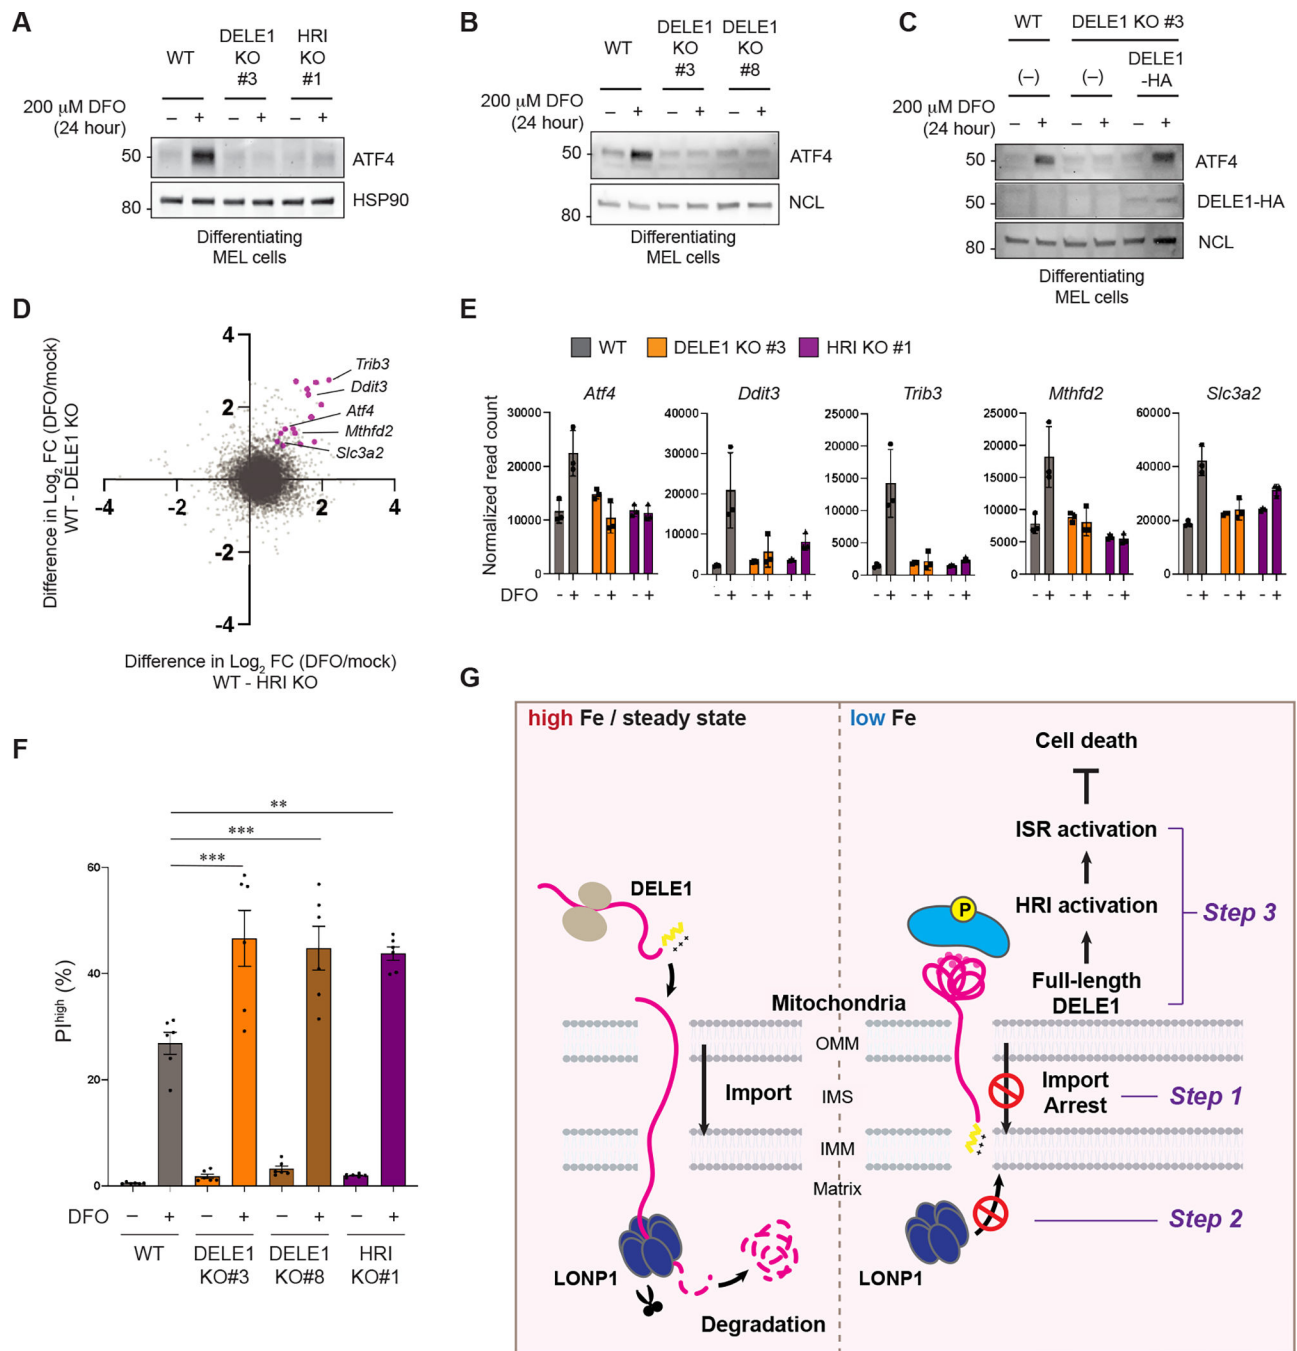 A
WT
DELE1
KO
#3
HRI
KO
#1
200 μM DFO
(24 hour)
– + – + – +
50
ATF4
80
HSP90
Differentiating
MEL cells
B
WT
DELE1
KO
#3
DELE1
KO
#8
200 μM DFO
(24 hour)
– + – + – +
50
ATF4
80
NCL
Differentiating
MEL cells
C
WT
DELE1 KO #3
(–)
(–)
DELE1
-HA
200 μM DFO
(24 hour)
– + – + – +
50
ATF4
50
DELE1-HA
80
NCL
Differentiating
MEL cells
D
Difference in Log2 FC (DFO/mock)
WT - DELE1 KO
4
2
-4
-2
2
4
-2
-4
Trib3
Ddit3
Atf4
Mthfd2
Slc3a2
Difference in Log2 FC (DFO/mock)
WT - HRI KO
E
WT
DELE1 KO #3
HRI KO #1
Normalized read count
Atf4
30000
20000
10000
0
DFO - + - + - +
Ddit3
40000
30000
20000
10000
0
- + - + - +
Trib3
25000
20000
15000
10000
5000
0
- + - + - +
Mthfd2
25000
20000
15000
10000
5000
0
- + - + - +
Slc3a2
60000
40000
20000
0
- + - + - +
F
**
***
***
PIhigh (%)
60
40
20
0
DFO – + – + – + – +
WT
DELE1
KO#3
DELE1
KO#8
HRI
KO#1
G
high Fe / steady state
DELE1
Import
LONP1
Degradation
Mitochondria
OMM
IMS
IMM
Matrix
low Fe
Cell death
ISR activation
HRI activation
Full-length
DELE1
P
Step 3
Import
Arrest
Step 1
Step 2
LONP1